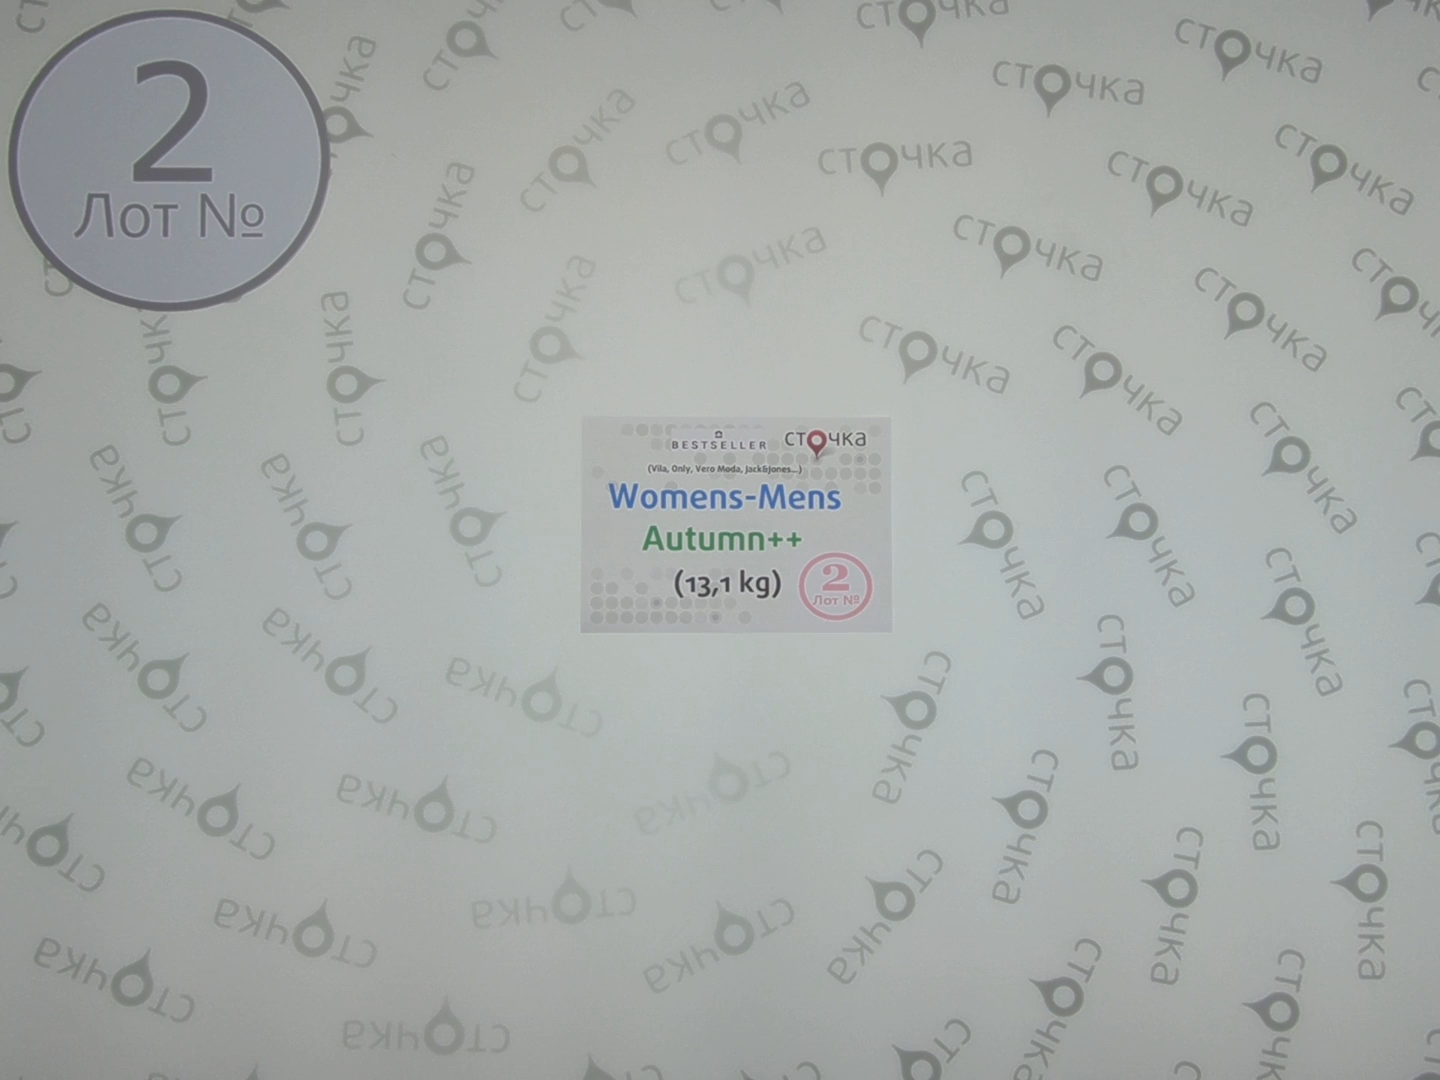 2
Лот №
BESTSELLER
сточка
(Vila, Only, Vero Moda, Jack&Jones...)
Womens-Mens
Autumn++
(13,1 kg)
2
Лот №
сточка